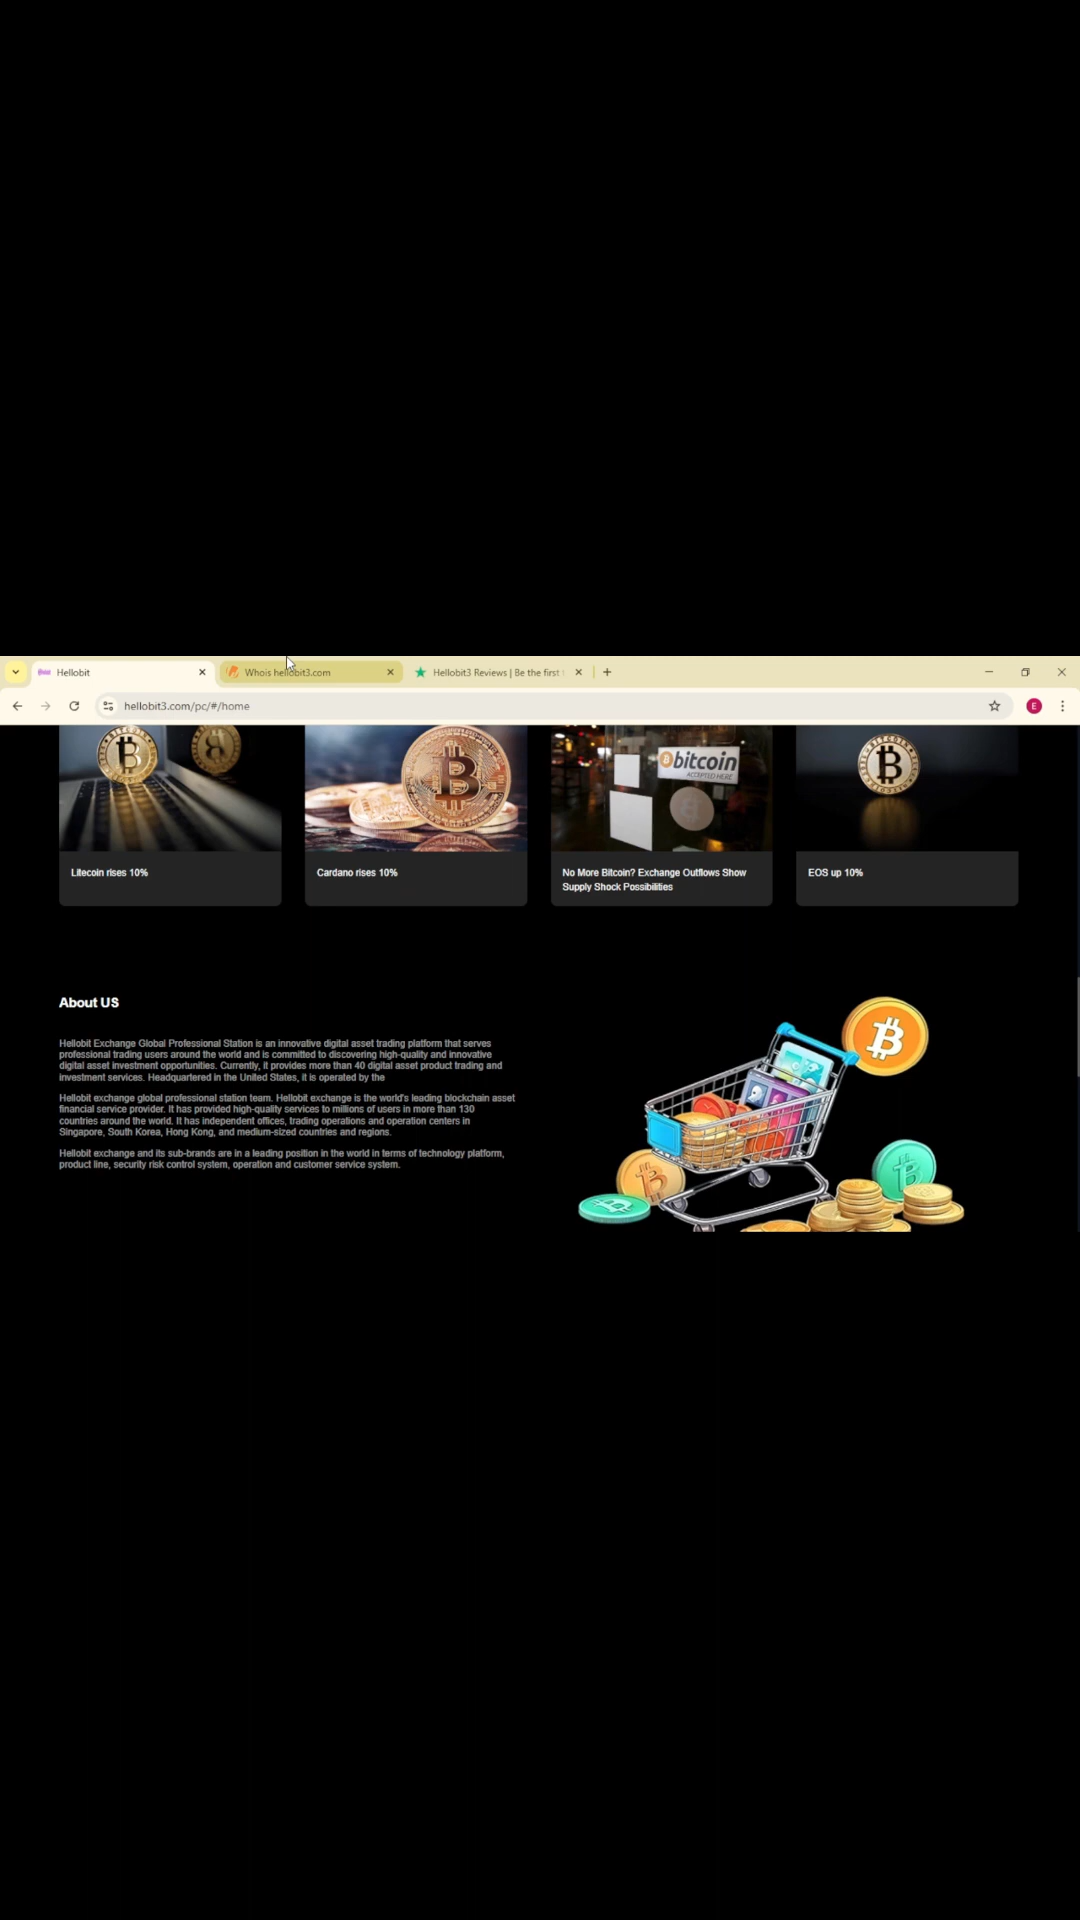 Hellobit
Whois hellobit3.com
Hellobit3 Reviews | Be the first
E
hellobit3.com/pc/#/home
bitcoin
ACCEPTED HERE
Litecoin rises 10%
Cardano rises 10%
No More Bitcoin? Exchange Outflows Show
Supply Shock Possibilities
EOS up 10%
About US
Hellobit Exchange Global Professional Station is an innovative digital asset trading platform that serves
professional trading users around the world and is committed to discovering high-quality and innovative
digital asset investment opportunities. Currently, it provides more than 40 digital asset product trading and
investment services. Headquartered in the United States, it is operated by the
Hellobit exchange global professional station team. Hellobit exchange is the world's leading blockchain asset
financial service provider. It has provided high-quality services to millions of users in more than 130
countries around the world. It has independent offices, trading operations and operation centers in
Singapore, South Korea, Hong Kong, and medium-sized countries and regions.
Hellobit exchange and its sub-brands are in a leading position in the world in terms of technology platform,
product line, security risk control system, operation and customer service system.